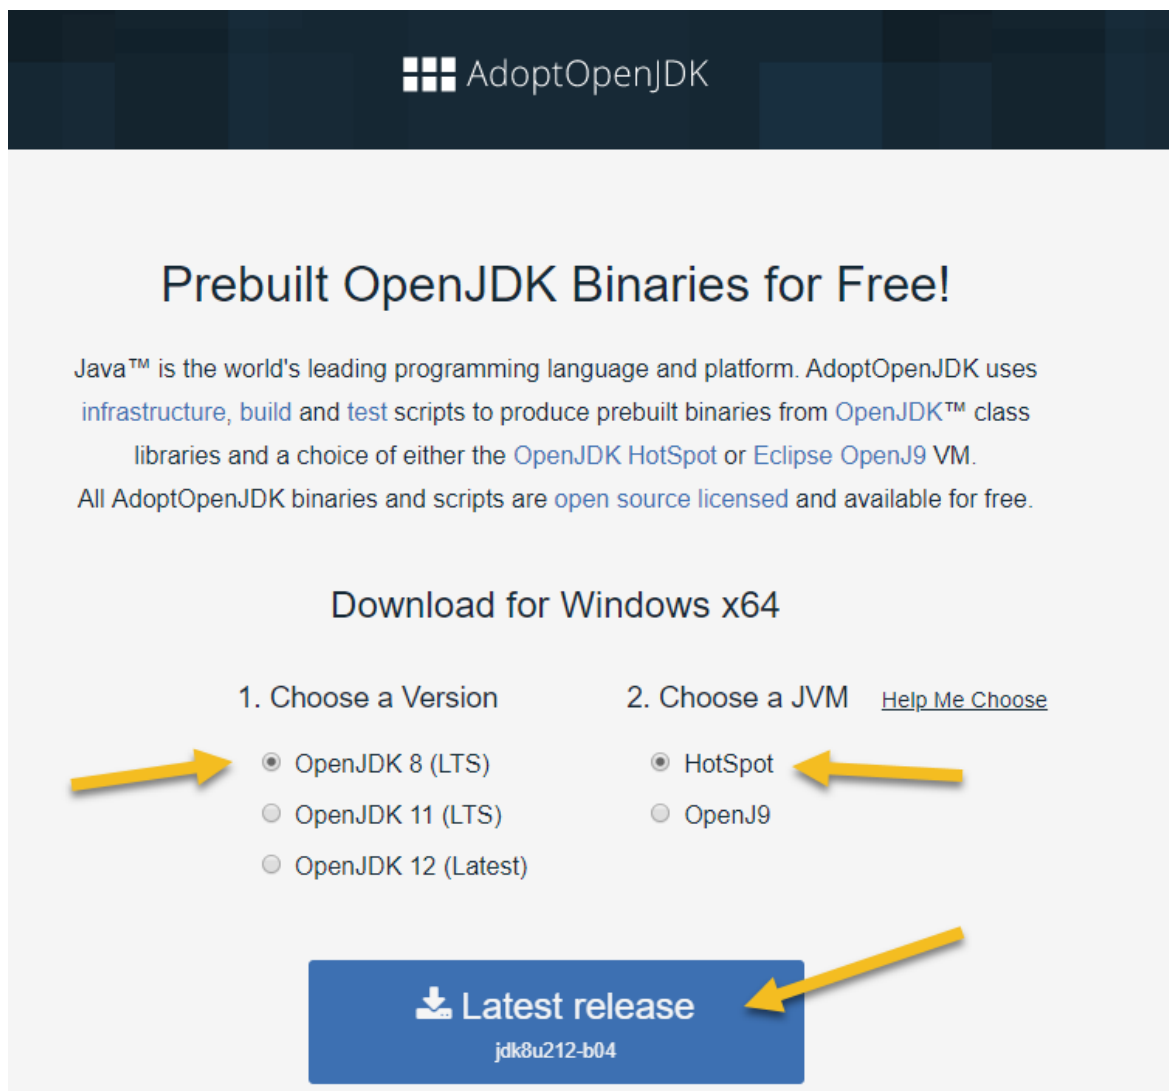 AdoptOpenJDK
Prebuilt OpenJDK Binaries for Free!
Java™ is the world's leading programming language and platform. AdoptOpenJDK uses
infrastructure, build and test scripts to produce prebuilt binaries from OpenJDK™ class
libraries and a choice of either the OpenJDK HotSpot or Eclipse OpenJ9 VM.
All AdoptOpenJDK binaries and scripts are open source licensed and available for free.
Download for Windows x64
1. Choose a Version
2. Choose a JVM Help Me Choose
OpenJDK 8 (LTS)
HotSpot
OpenJDK 11 (LTS)
OpenJ9
OpenJDK 12 (Latest)
Latest release
jdk8u212-b04